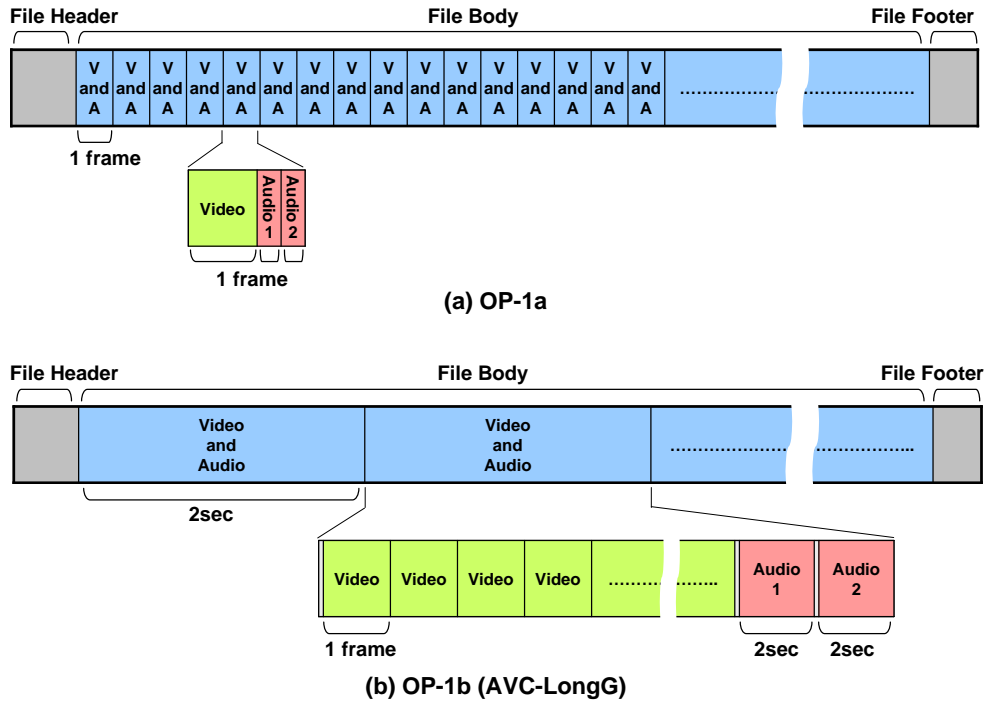 File Header File Body File Footer
V and A V and A V and A V and A V and A V and A V and A V and A V and A V and A V and A V and A V and A V and A V and A V and A ……………………………………
1 frame
Video Audio 1 Audio 2
1 frame
(a) OP-1a
File Header File Body File Footer
Video and Audio Video and Audio ……………………………………..
2sec
Video Video Video Video ……………….. Audio 1 Audio 2
1 frame 2sec 2sec
(b) OP-1b (AVC-LongG)